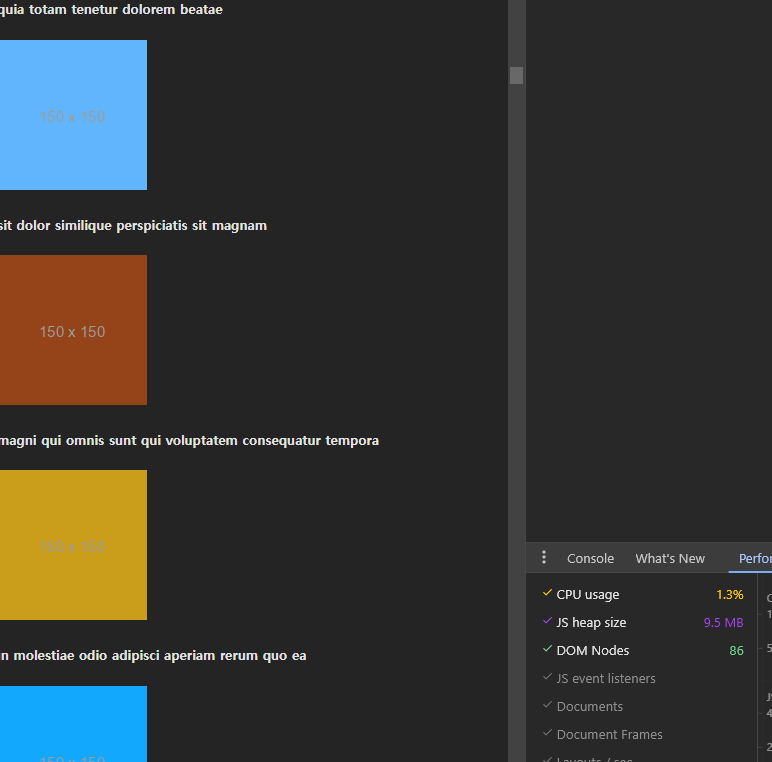 quia totam tenetur dolorem beatae
150 x 150
sit dolor similique perspiciatis sit magnam
150 x 150
magni qui omnis sunt qui voluptatem consequatur tempora
150 x 150
in molestiae odio adipisci aperiam rerum quo ea
150 x 150
Console What's New Perfor
CPU usage 1.3%
JS heap size 9.5 MB
DOM Nodes 86
JS event listeners
Documents
Document Frames
Layouts / sec